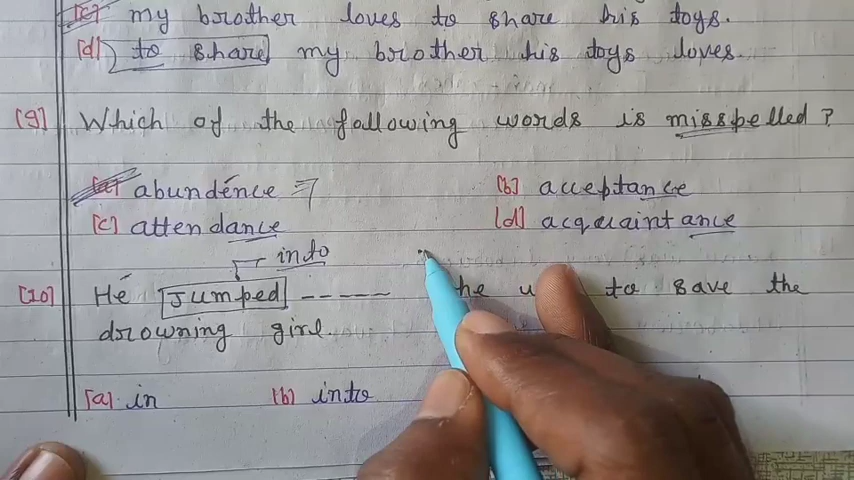 [c] my brother loves to share his toys.
[d] to share my brother his toys loves.
[9] Which of the following words is misspelled?
[a] abundence [b] acceptance
[c] attendance [d] acquaintance
into
[10] He Jumped ----- the to save the
drowning girl.
[a] in [b] into